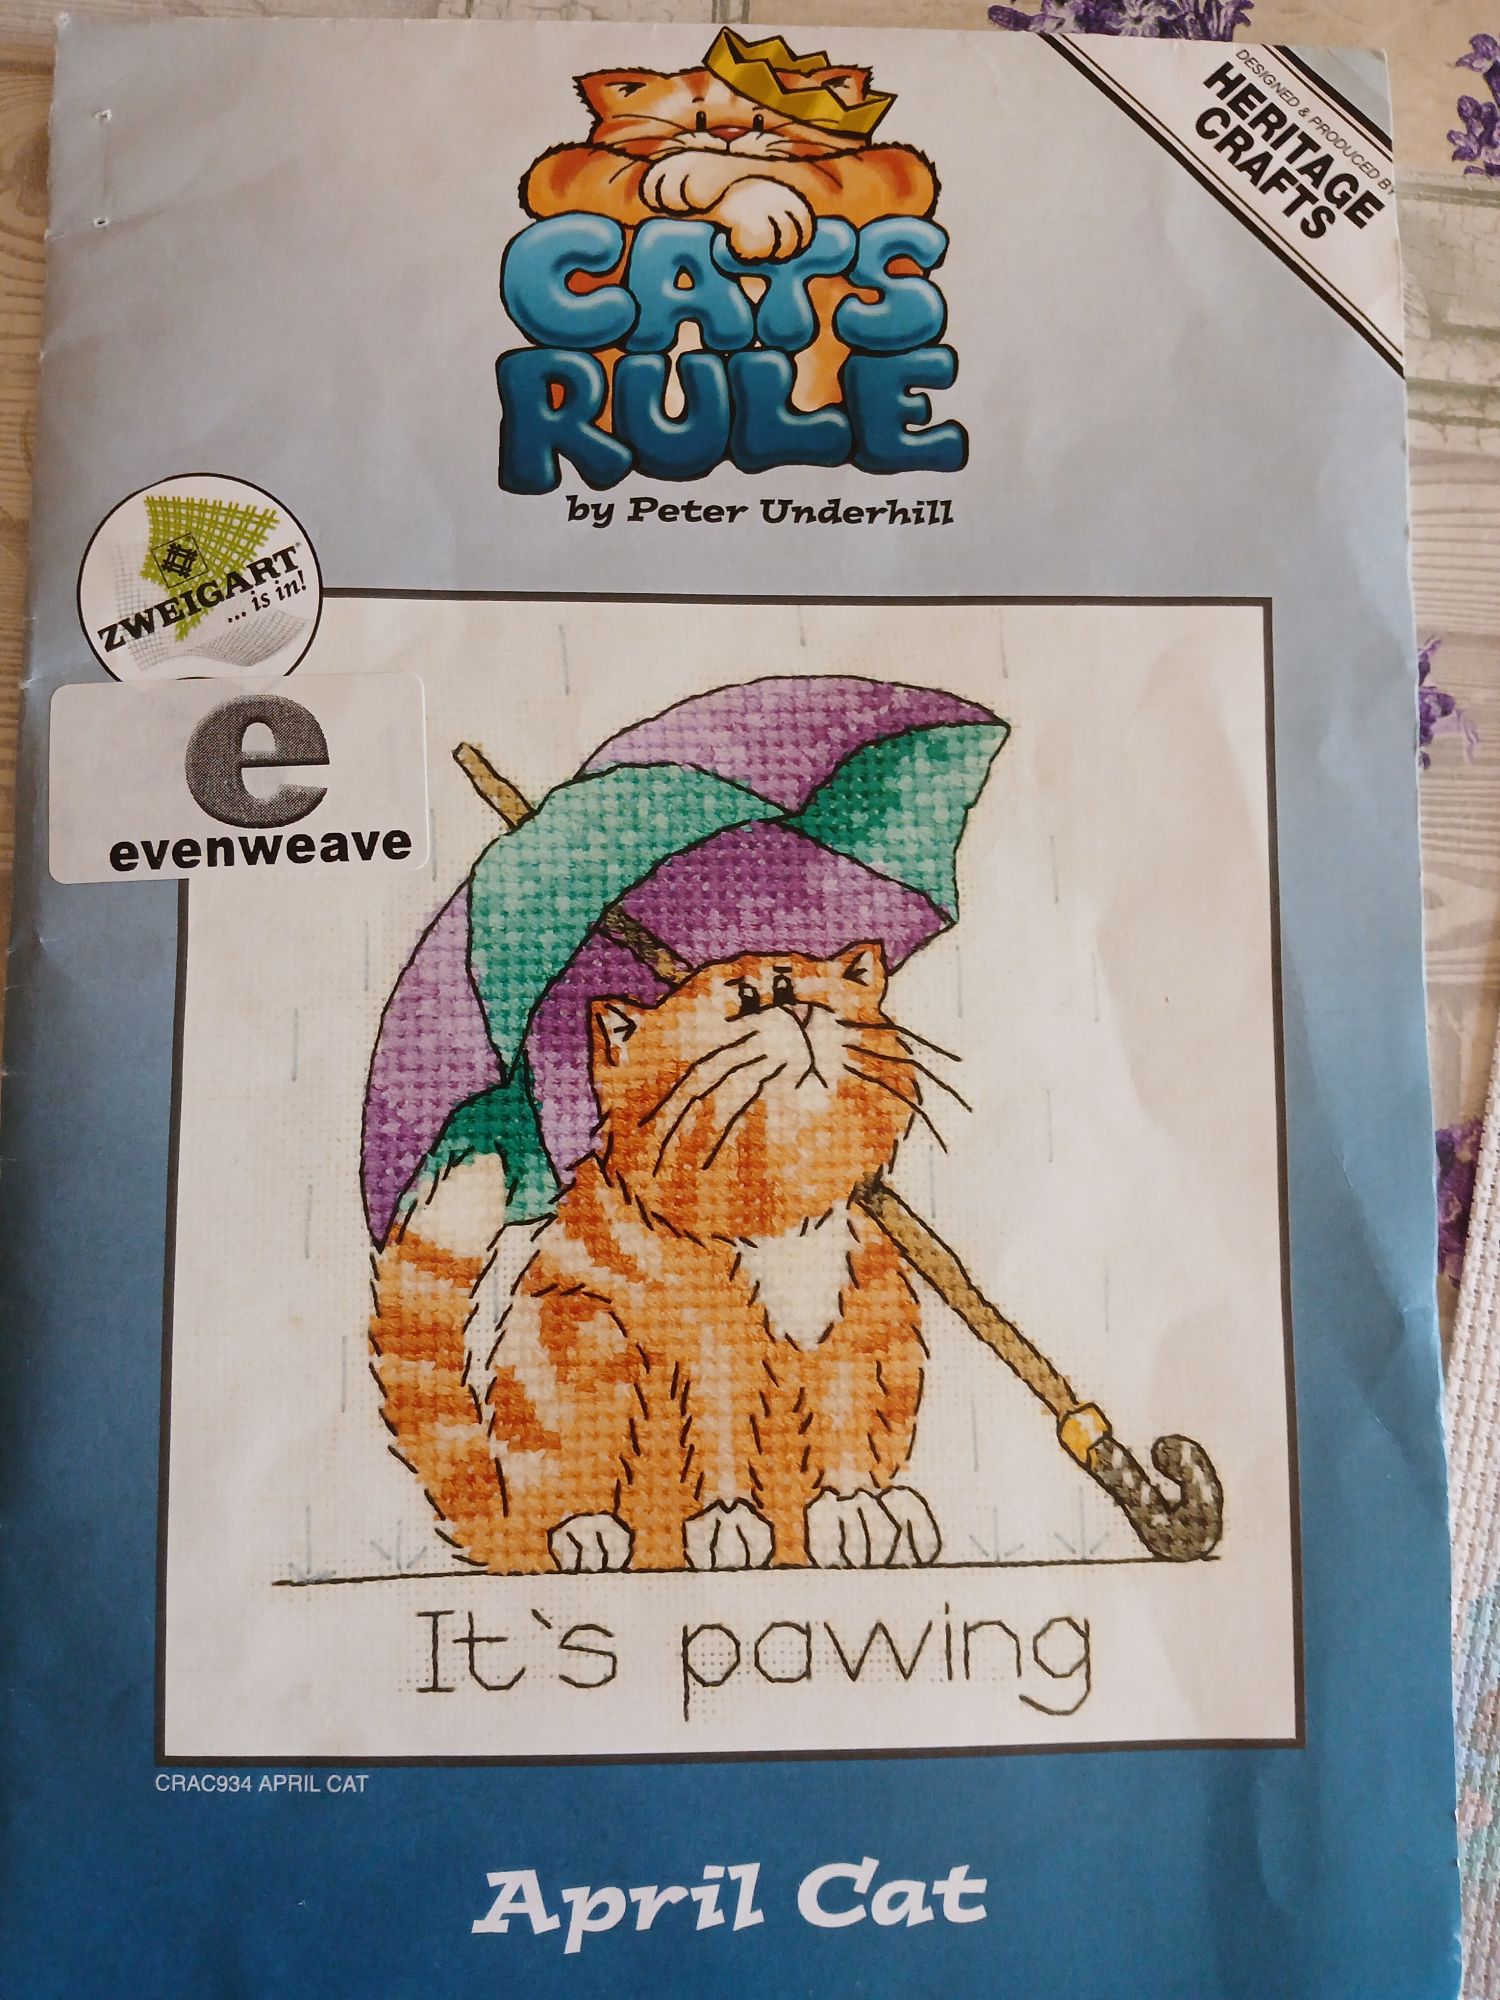 DESIGNED & PRODUCED BY
HERITAGE
CRAFTS
CATS
RULE
by Peter Underhill
ZWEIGART®
... is in!
e
evenweave
It`s pawing
CRAC934 APRIL CAT
April Cat